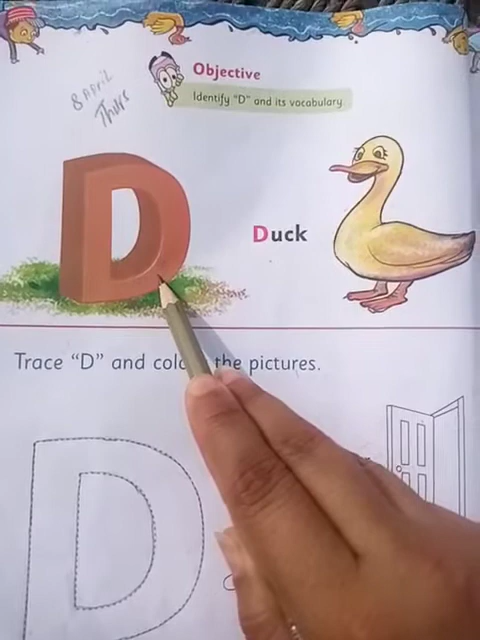 Objective
Identify "D" and its vocabulary.
8 April
Thurs
D
Duck
Trace "D" and colo the pictures.
D